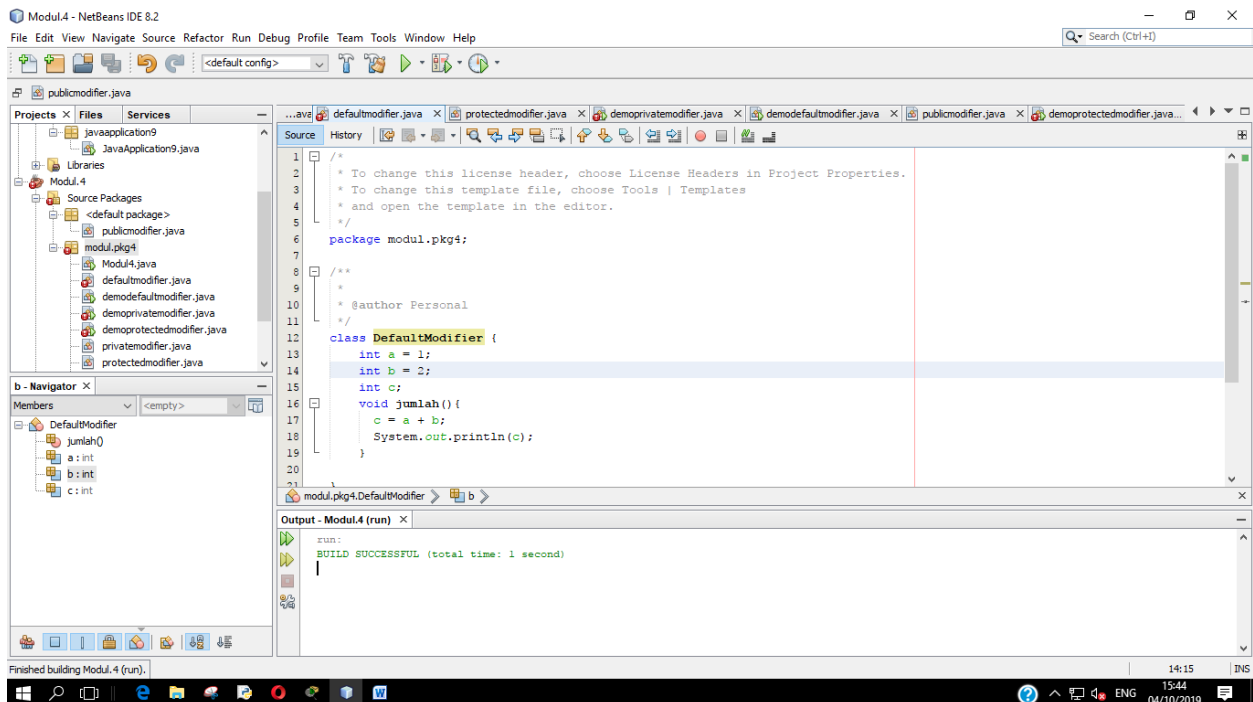 Modul.4 - NetBeans IDE 8.2
File Edit View Navigate Source Refactor Run Debug Profile Team Tools Window Help
Search (Ctrl+I)
<default config>
publicmodifier.java
Projects Files Services
javaapplication9
JavaApplication9.java
Libraries
Modul.4
Source Packages
<default package>
publicmodifier.java
modul.pkg4
Modul4.java
defaultmodifier.java
demodefaultmodifier.java
demoprivatemodifier.java
demoprotectedmodifier.java
privatemodifier.java
protectedmodifier.java
b - Navigator
Members <empty>
DefaultModifier
jumlah()
a : int
b : int
c : int
...ava defaultmodifier.java protectedmodifier.java demoprivatemodifier.java demodefaultmodifier.java publicmodifier.java demoprotectedmodifier.java...
Source History
1 /*
2 * To change this license header, choose License Headers in Project Properties.
3 * To change this template file, choose Tools | Templates
4 * and open the template in the editor.
5 */
6 package modul.pkg4;
7
8 /**
9 *
10 * @author Personal
11 */
12 class DefaultModifier {
13 int a = 1;
14 int b = 2;
15 int c;
16 void jumlah(){
17 c = a + b;
18 System.out.println(c);
19 }
20
21 }
modul.pkg4.DefaultModifier b
Output - Modul.4 (run)
run:
BUILD SUCCESSFUL (total time: 1 second)
Finished building Modul.4 (run).
14:15 INS
ENG
15:44
04/10/2019